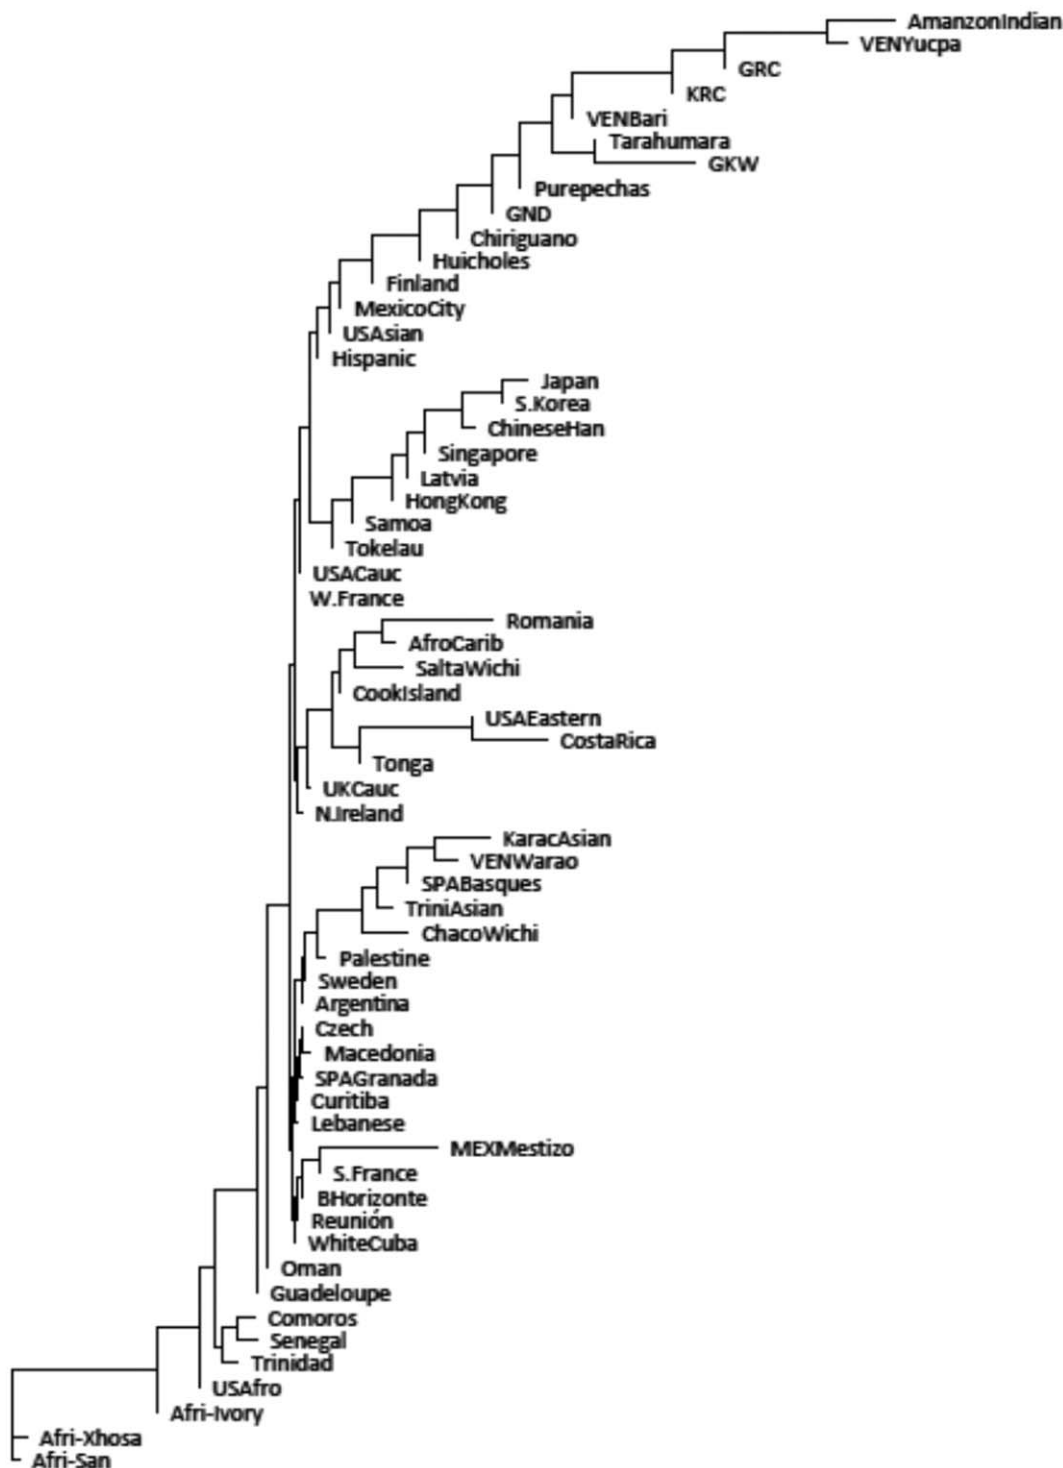 AmanzonIndian
VENYucpa
GRC
KRC
VENBari
Tarahumara
GKW
Purepechas
GND
Chiriguano
Huicholes
Finland
MexicoCity
USAsian
Hispanic
Japan
S.Korea
ChineseHan
Singapore
Latvia
HongKong
Samoa
Tokelau
USACauc
W.France
Romania
AfroCarib
SaltaWichi
CookIsland
USAEastern
CostaRica
Tonga
UKCauc
N.Ireland
KaracAsian
VENWarao
SPABasques
TriniAsian
ChacoWichi
Palestine
Sweden
Argentina
Czech
Macedonia
SPAGranada
Curitiba
Lebanese
MEXMestizo
S.France
BHorizonte
Reunión
WhiteCuba
Oman
Guadeloupe
Comoros
Senegal
Trinidad
USAfro
Afri-Ivory
Afri-Xhosa
Afri-San